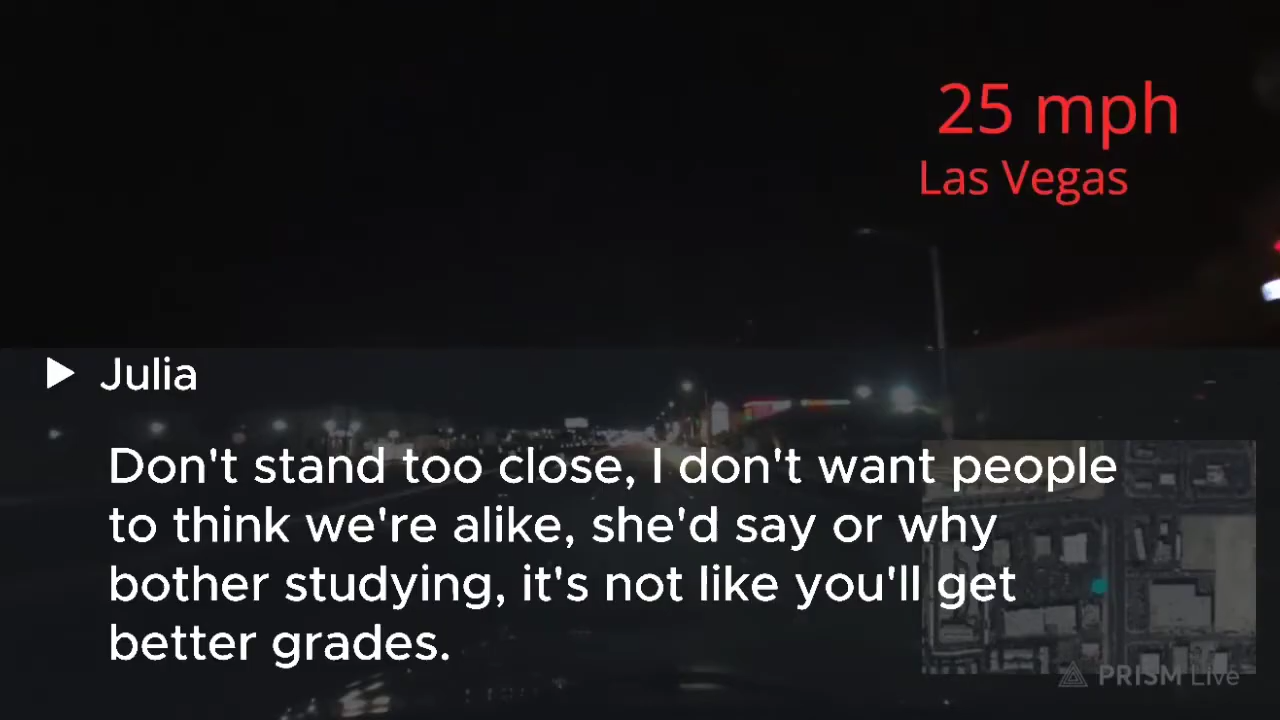 25 mph
Las Vegas
Julia
Don't stand too close, I don't want people
to think we're alike, she'd say or why
bother studying, it's not like you'll get
better grades.
PRISM Live